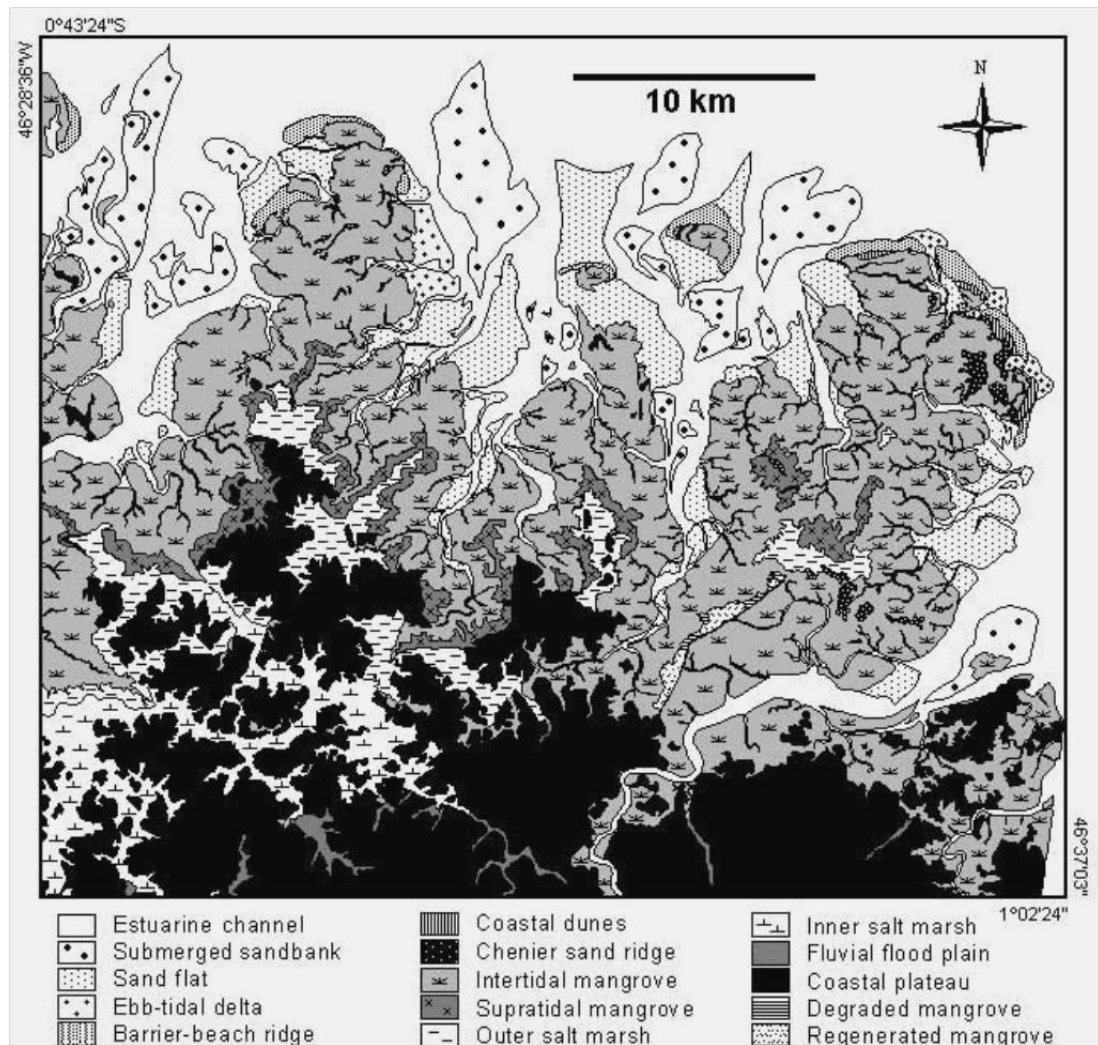 0°43'24"S
46°28'36"W
N
10 km
46°37'03"
1°02'24"
Estuarine channel
Submerged sandbank
Sand flat
Ebb-tidal delta
Barrier-beach ridge
Coastal dunes
Chenier sand ridge
Intertidal mangrove
Supratidal mangrove
Outer salt marsh
Inner salt marsh
Fluvial flood plain
Coastal plateau
Degraded mangrove
Regenerated mangrove